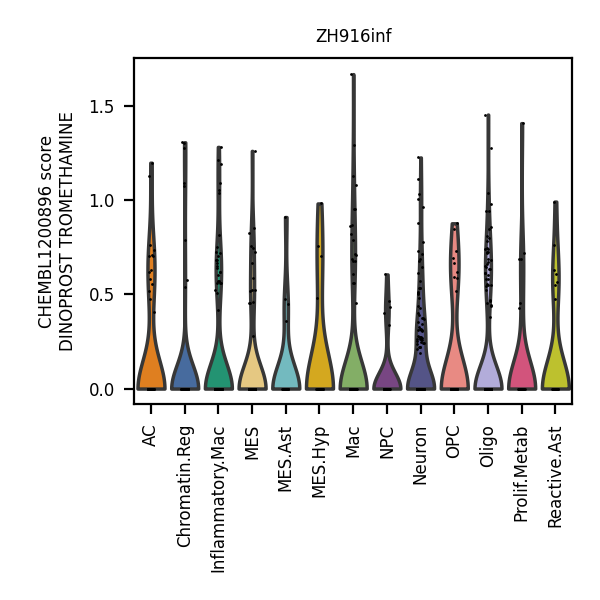 ZH916inf
CHEMBL1200896 score
DINOPROST TROMETHAMINE
1.5
1.0
0.5
0.0
AC
Chromatin.Reg
Inflammatory.Mac
MES
MES.Ast
MES.Hyp
Mac
NPC
Neuron
OPC
Oligo
Prolif.Metab
Reactive.Ast